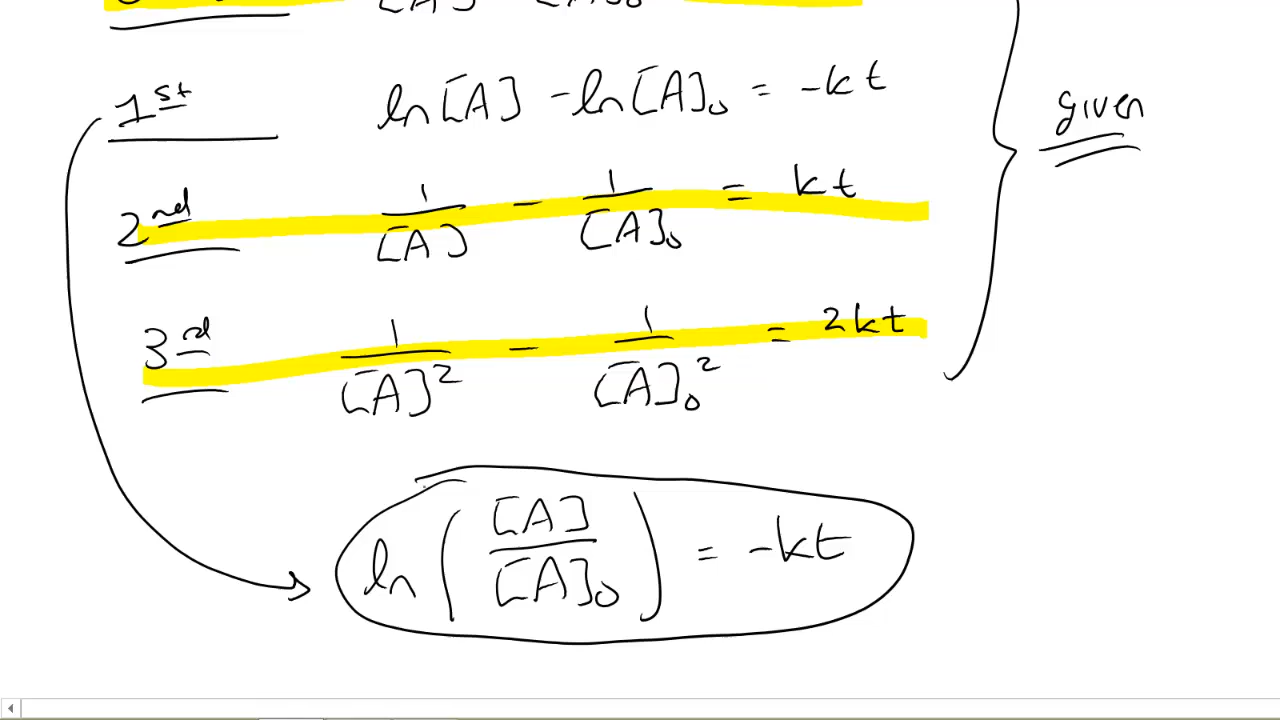 [A] [A]₀
1st ln[A] - ln[A]₀ = -kt
given
2nd 1/[A] - 1/[A]₀ = kt
3rd 1/[A]² - 1/[A]₀² = 2kt
ln([A]/[A]₀) = -kt